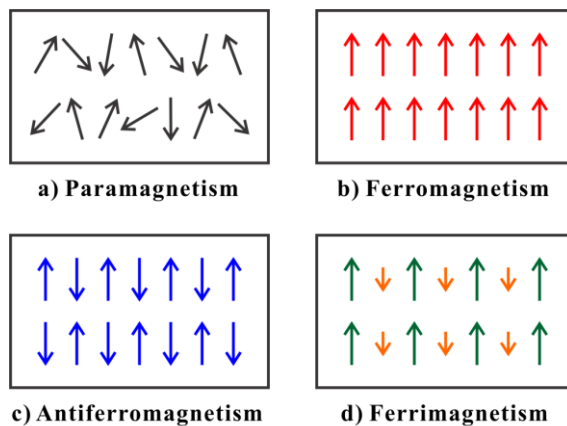 a) Paramagnetism
b) Ferromagnetism
c) Antiferromagnetism
d) Ferrimagnetism